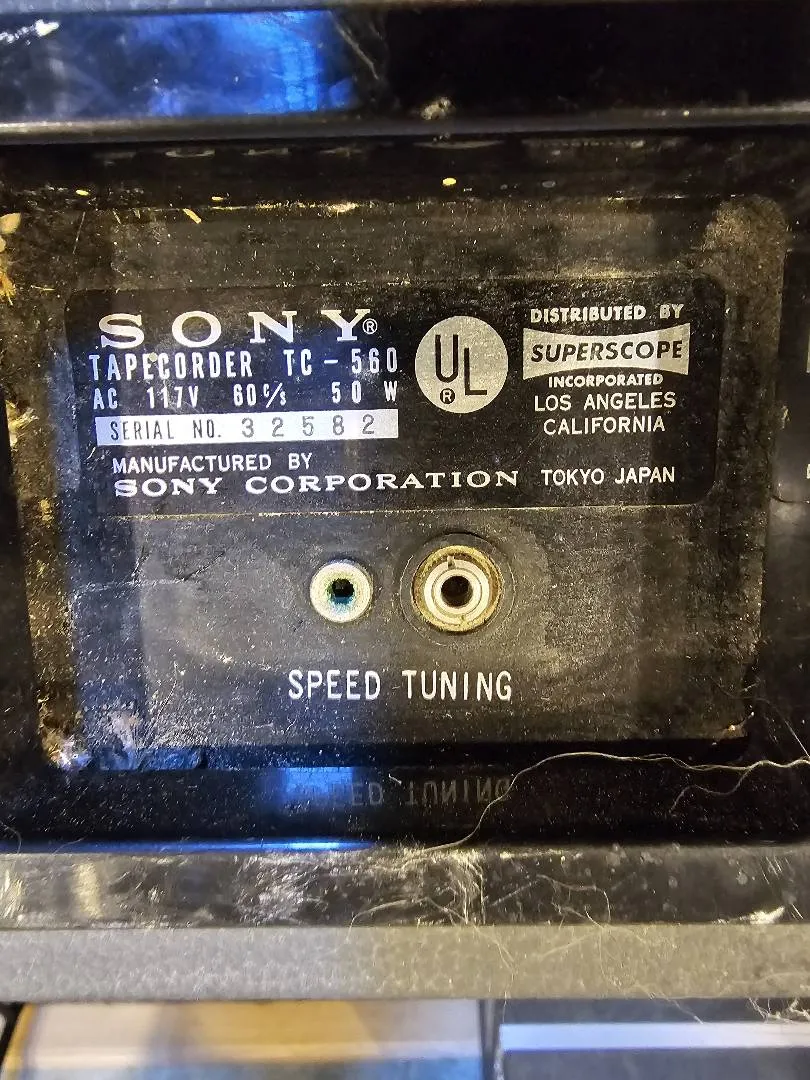 SONY®
TAPECORDER TC-560
AC 117V 60c/s 50 W
SERIAL NO. 32582
MANUFACTURED BY
SONY CORPORATION TOKYO JAPAN
UL®
DISTRIBUTED BY
SUPERSCOPE
INCORPORATED
LOS ANGELES
CALIFORNIA
SPEED TUNING